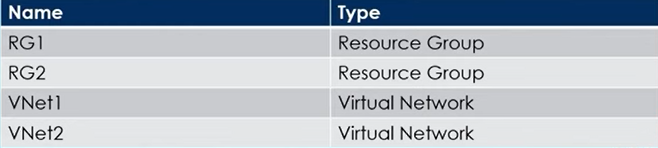 Name Type
RG1 Resource Group
RG2 Resource Group
VNet1 Virtual Network
VNet2 Virtual Network